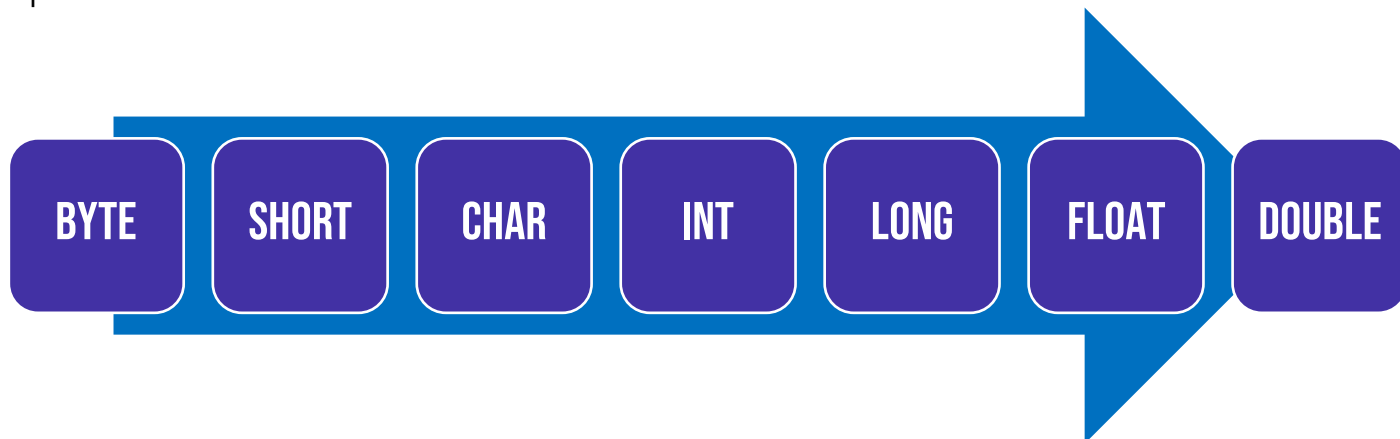 BYTE
SHORT
CHAR
INT
LONG
FLOAT
DOUBLE